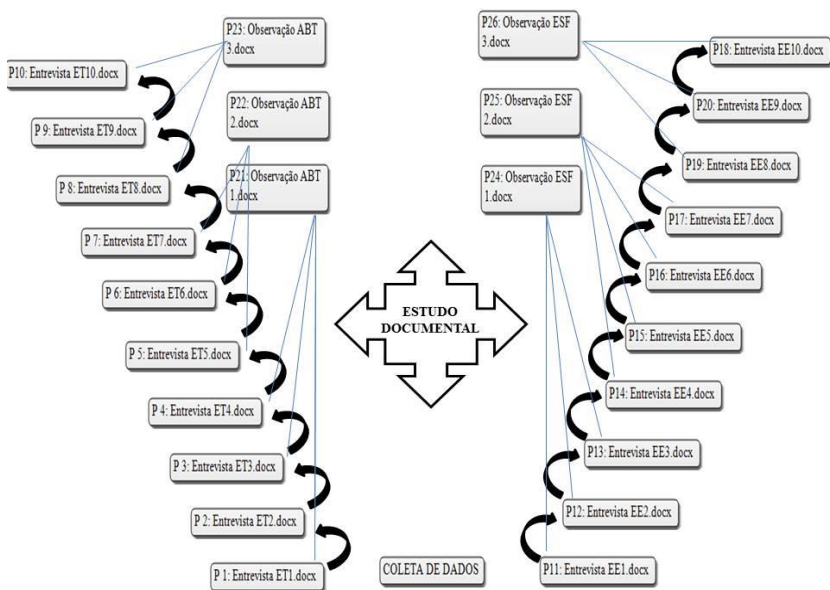 P23: Observação ABT
3.docx
P10: Entrevista ET10.docx
P22: Observação ABT
2.docx
P 9: Entrevista ET9.docx
P21: Observação ABT
1.docx
P 8: Entrevista ET8.docx
P 7: Entrevista ET7.docx
P 6: Entrevista ET6.docx
P 5: Entrevista ET5.docx
P 4: Entrevista ET4.docx
P 3: Entrevista ET3.docx
P 2: Entrevista ET2.docx
P 1: Entrevista ET1.docx
ESTUDO
DOCUMENTAL
COLETA DE DADOS
P26: Observação ESF
3.docx
P18: Entrevista EE10.docx
P25: Observação ESF
2.docx
P20: Entrevista EE9.docx
P24: Observação ESF
1.docx
P19: Entrevista EE8.docx
P17: Entrevista EE7.docx
P16: Entrevista EE6.docx
P15: Entrevista EE5.docx
P14: Entrevista EE4.docx
P13: Entrevista EE3.docx
P12: Entrevista EE2.docx
P11: Entrevista EE1.docx